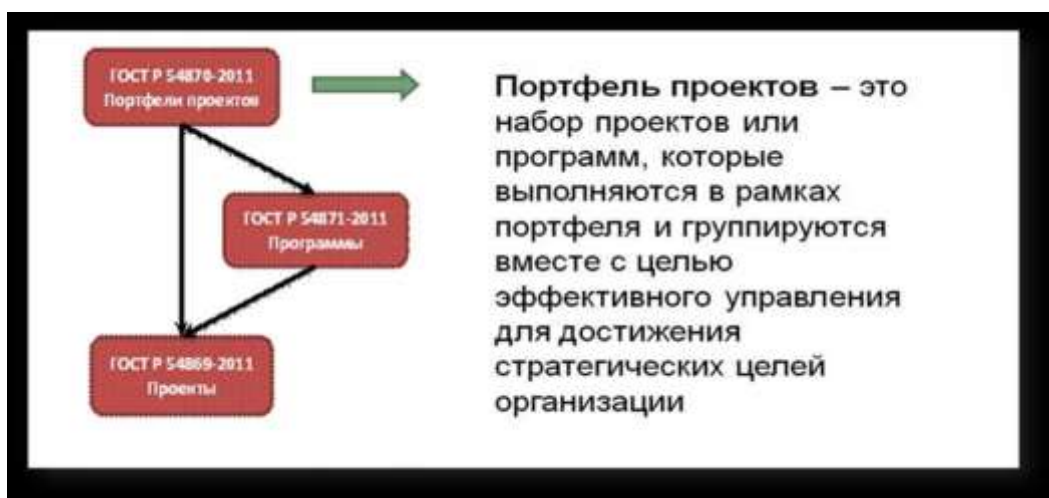 ГОСТ Р 54870-2011
Портфели проектов
ГОСТ Р 54871-2011
Программы
ГОСТ Р 54869-2011
Проекты
Портфель проектов – это
набор проектов или
программ, которые
выполняются в рамках
портфеля и группируются
вместе с целью
эффективного управления
для достижения
стратегических целей
организации